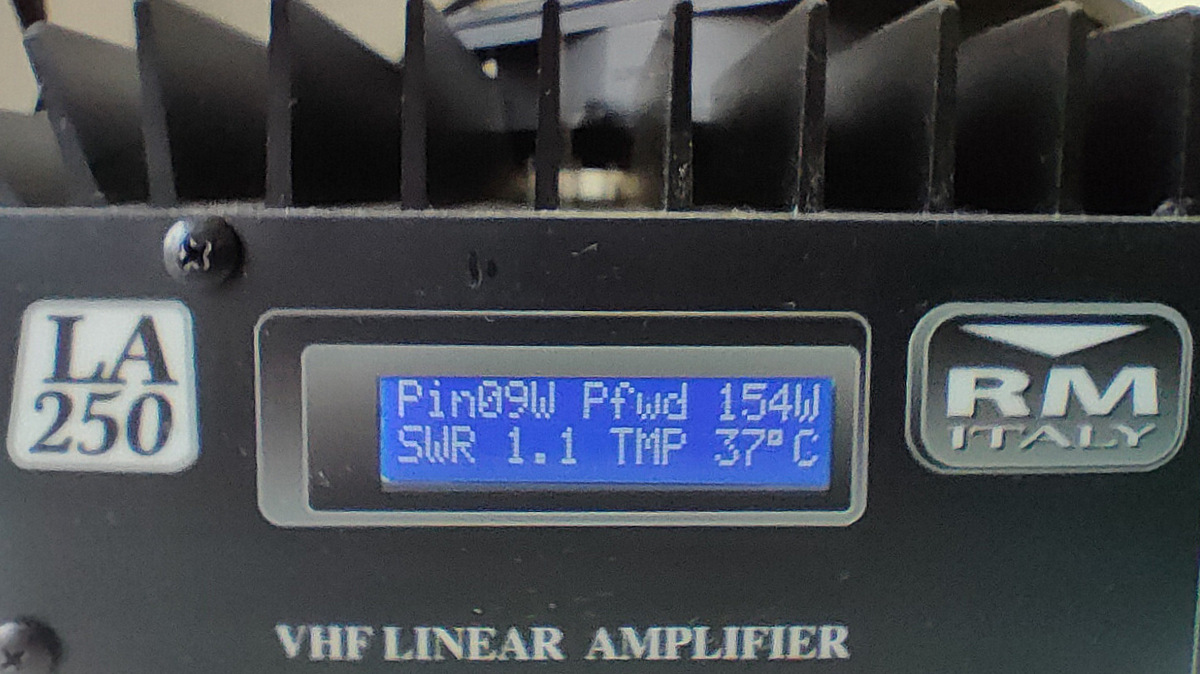 LA
250
Pin09W Pfwd 154W
SWR 1.1 TMP 37°C
RM
ITALY
VHF LINEAR AMPLIFIER